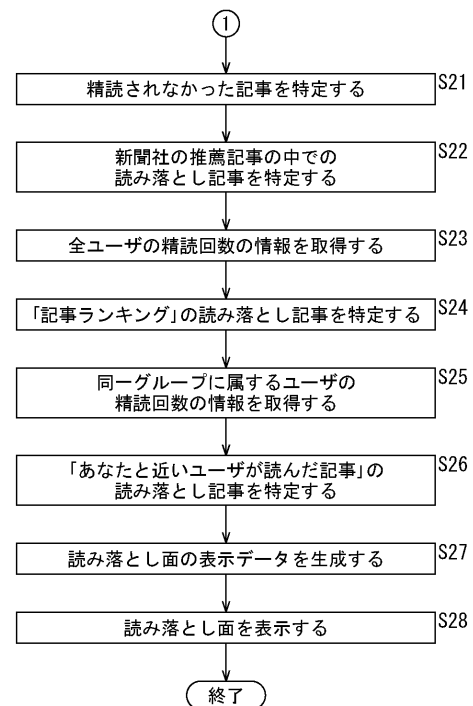 1
精読されなかった記事を特定する
S21
新聞社の推薦記事の中での
読み落とし記事を特定する
S22
全ユーザの精読回数の情報を取得する
S23
「記事ランキング」の読み落とし記事を特定する
S24
同一グループに属するユーザの
精読回数の情報を取得する
S25
「あなたと近いユーザが読んだ記事」の
読み落とし記事を特定する
S26
読み落とし面の表示データを生成する
S27
読み落とし面を表示する
S28
終了